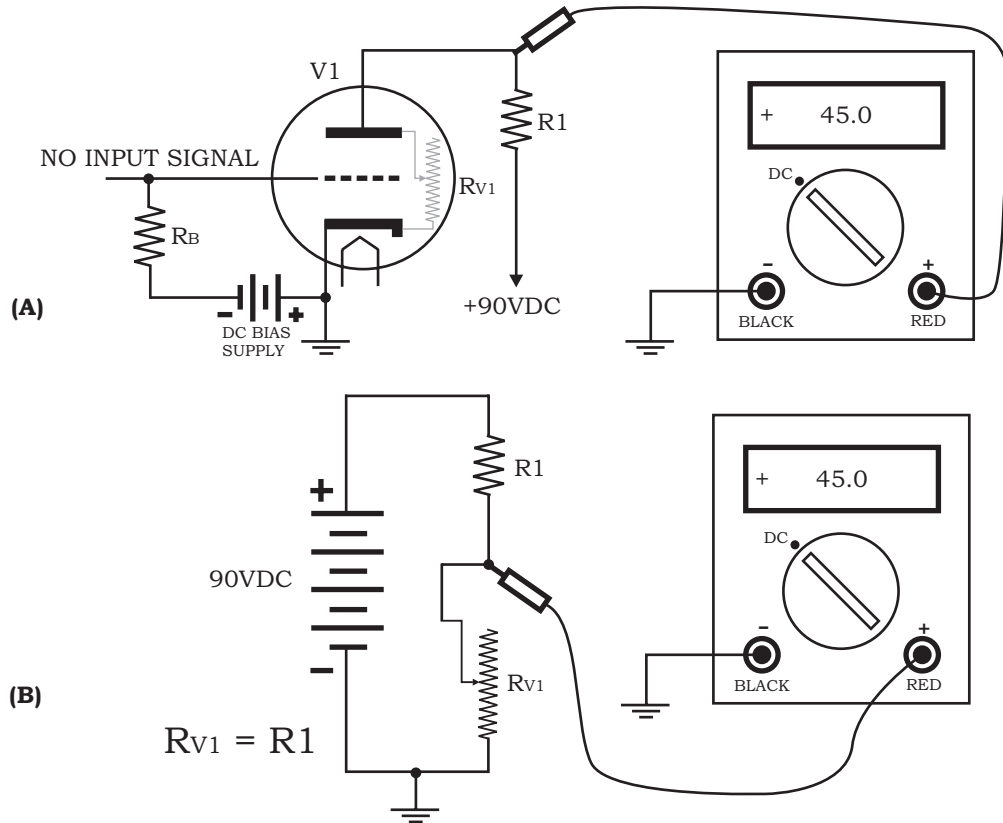 V1
R1
+ 45.0
DC
NO INPUT SIGNAL
RV1
RB
+90VDC
- +
- +
BLACK RED
DC BIAS
SUPPLY
(A)
+
R1
+ 45.0
DC
90VDC
- +
RV1
BLACK RED
-
(B)
RV1 = R1